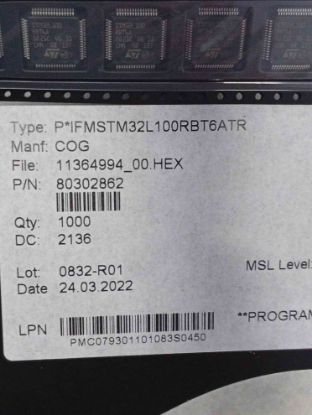 Type: P*IFMSTM32L100RBT6ATR
Manf: COG
File: 11364994_00.HEX
P/N: 80302862
Qty: 1000
DC: 2136
Lot: 0832-R01
MSL Level:
Date 24.03.2022
**PROGRAM
LPN
PMC079301101083S0450